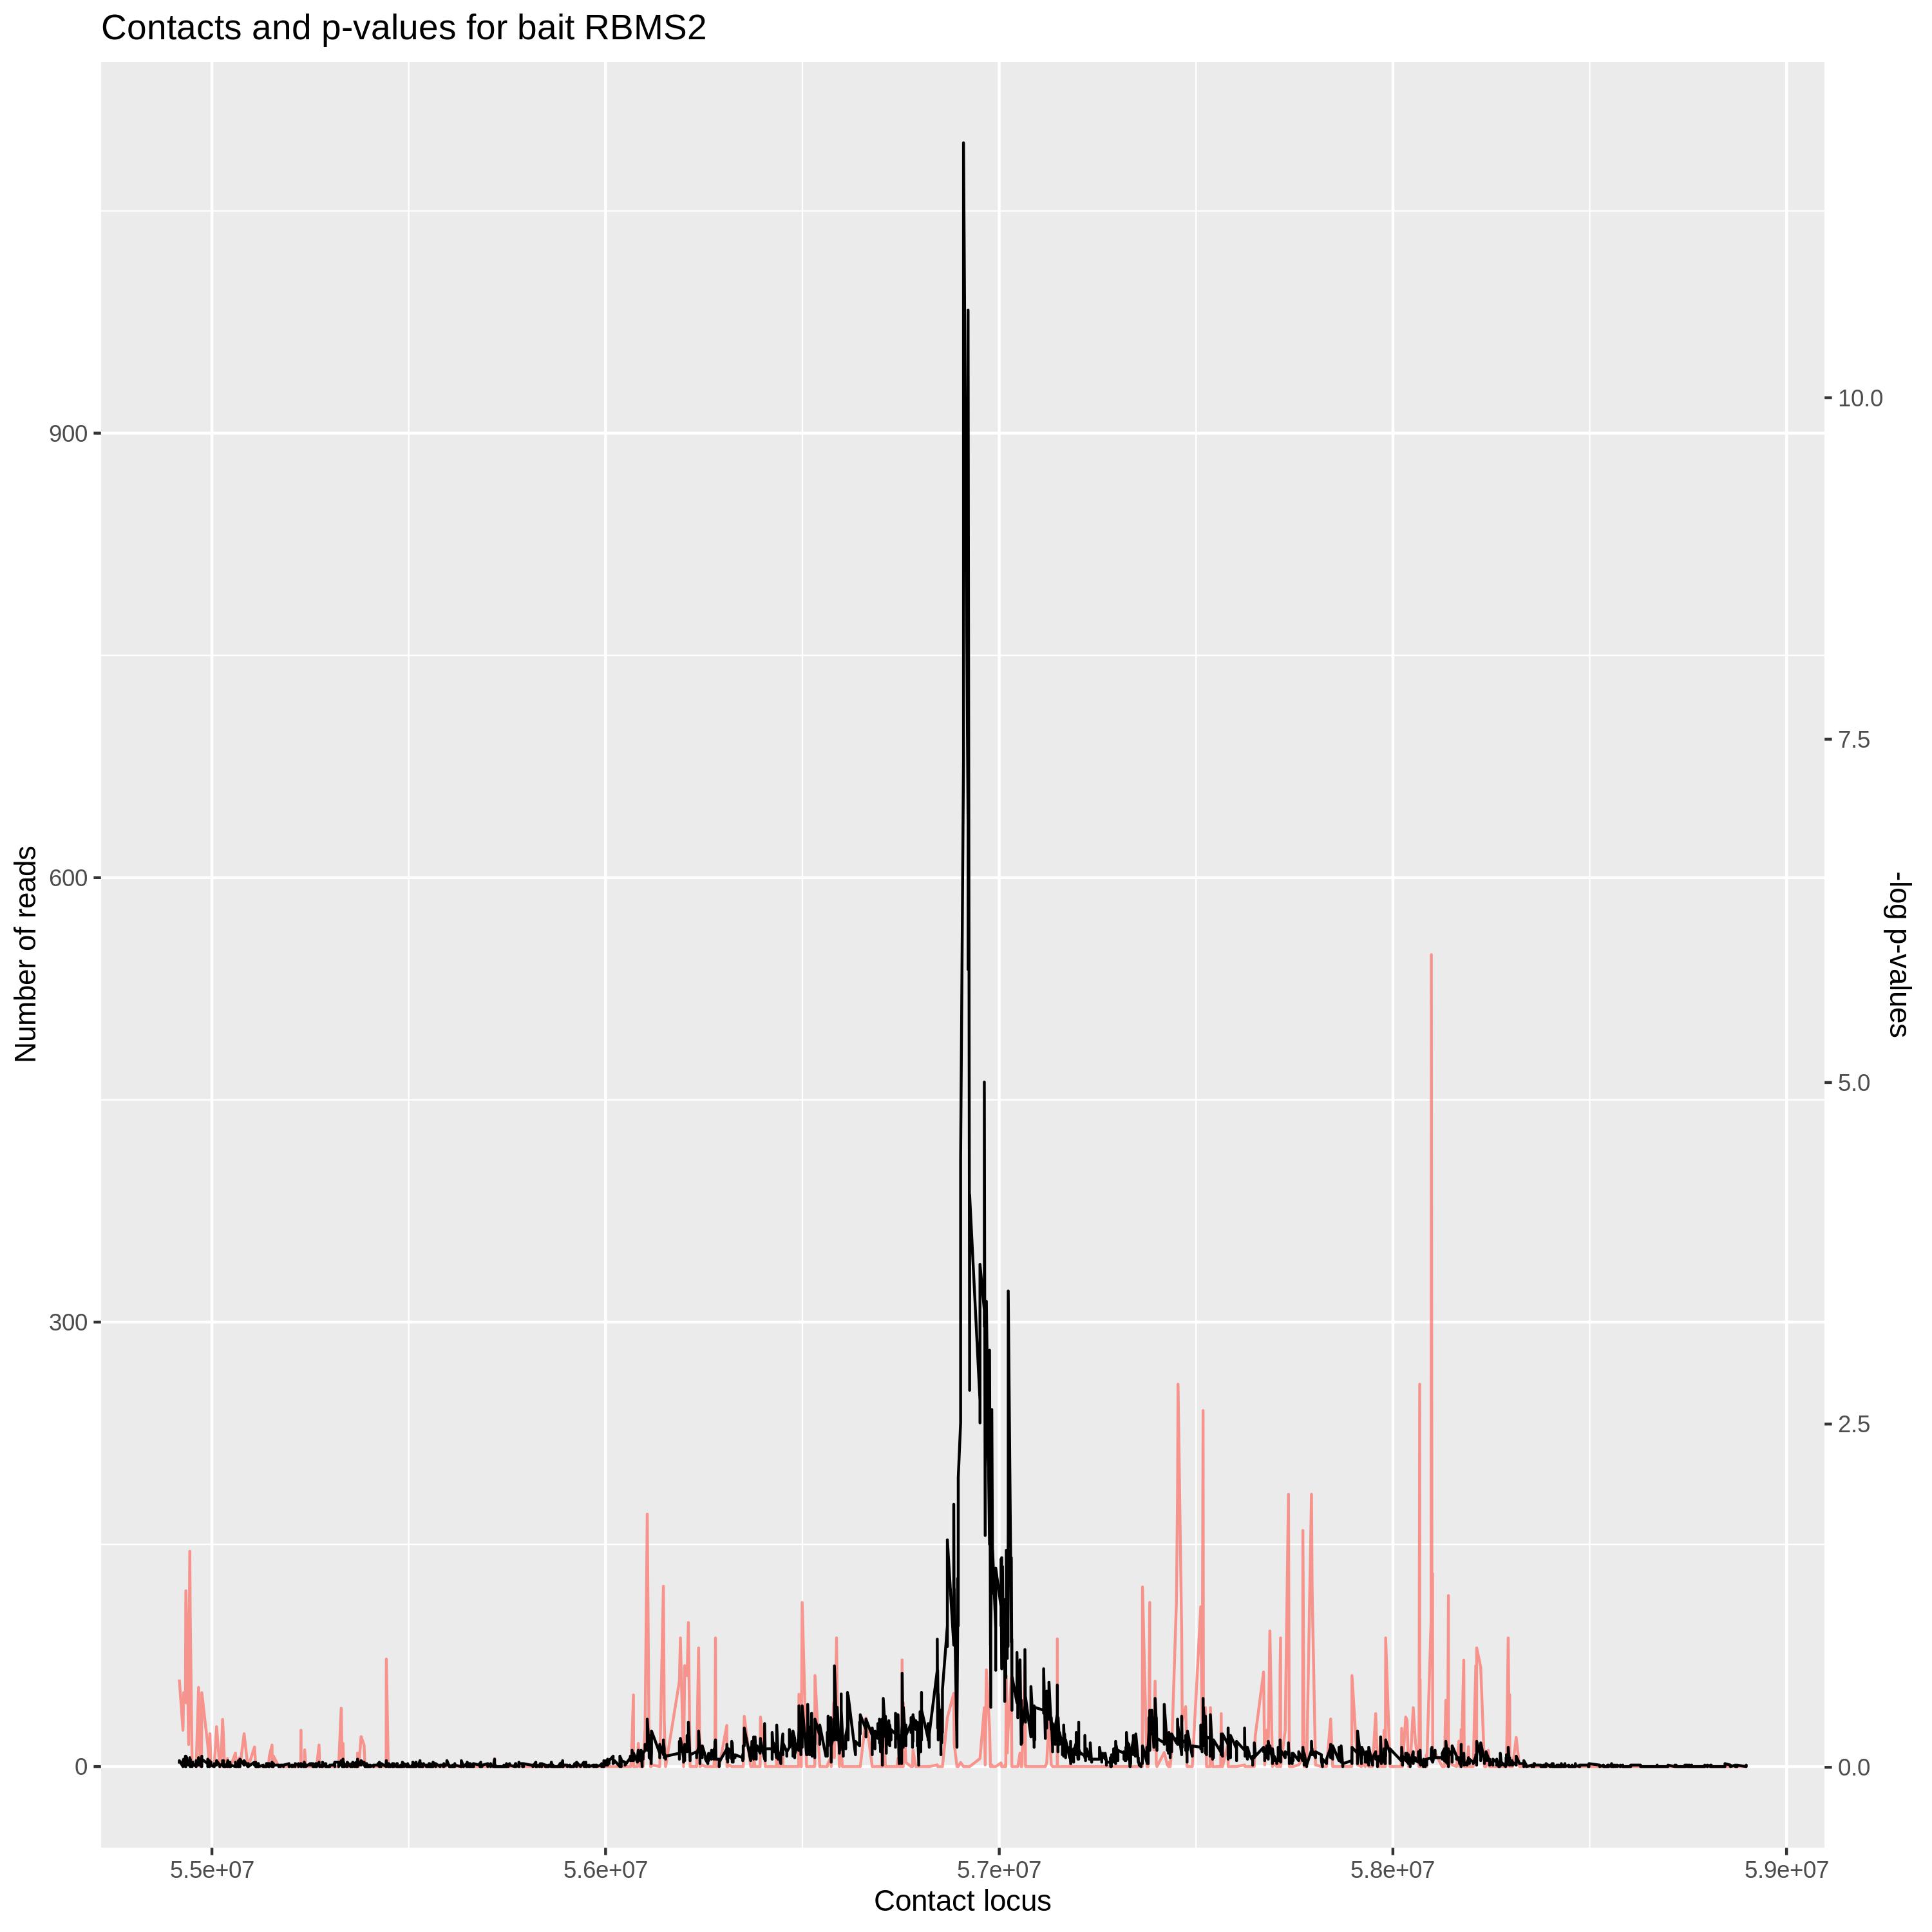 Contacts and p-values for bait RBMS2
Number of reads
900
600
300
0
10.0
7.5
5.0
2.5
0.0
-log p-values
5.5e+07
5.6e+07
5.7e+07
5.8e+07
5.9e+07
Contact locus